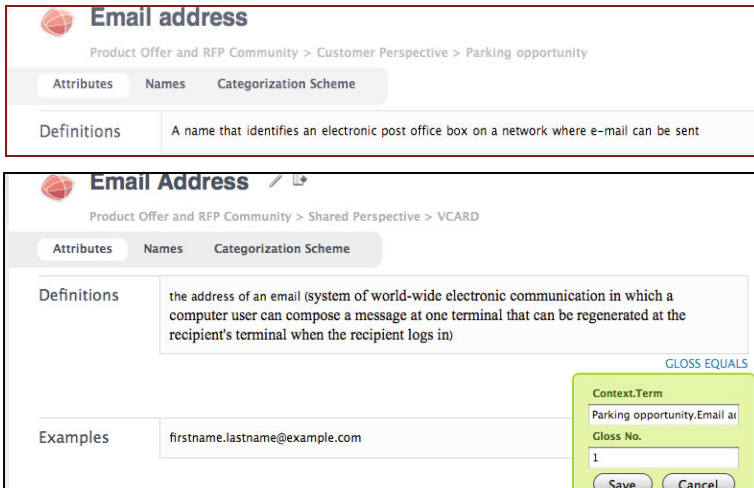 Email address
Product Offer and RFP Community > Customer Perspective > Parking opportunity
Attributes Names Categorization Scheme
Definitions A name that identifies an electronic post office box on a network where e-mail can be sent
Email Address
Product Offer and RFP Community > Shared Perspective > VCARD
Attributes Names Categorization Scheme
Definitions the address of an email (system of world-wide electronic communication in which a
computer user can compose a message at one terminal that can be regenerated at the
recipient's terminal when the recipient logs in)
GLOSS EQUALS
Context.Term
Parking opportunity.Email ac
Gloss No.
1
Save Cancel
Examples firstname.lastname@example.com